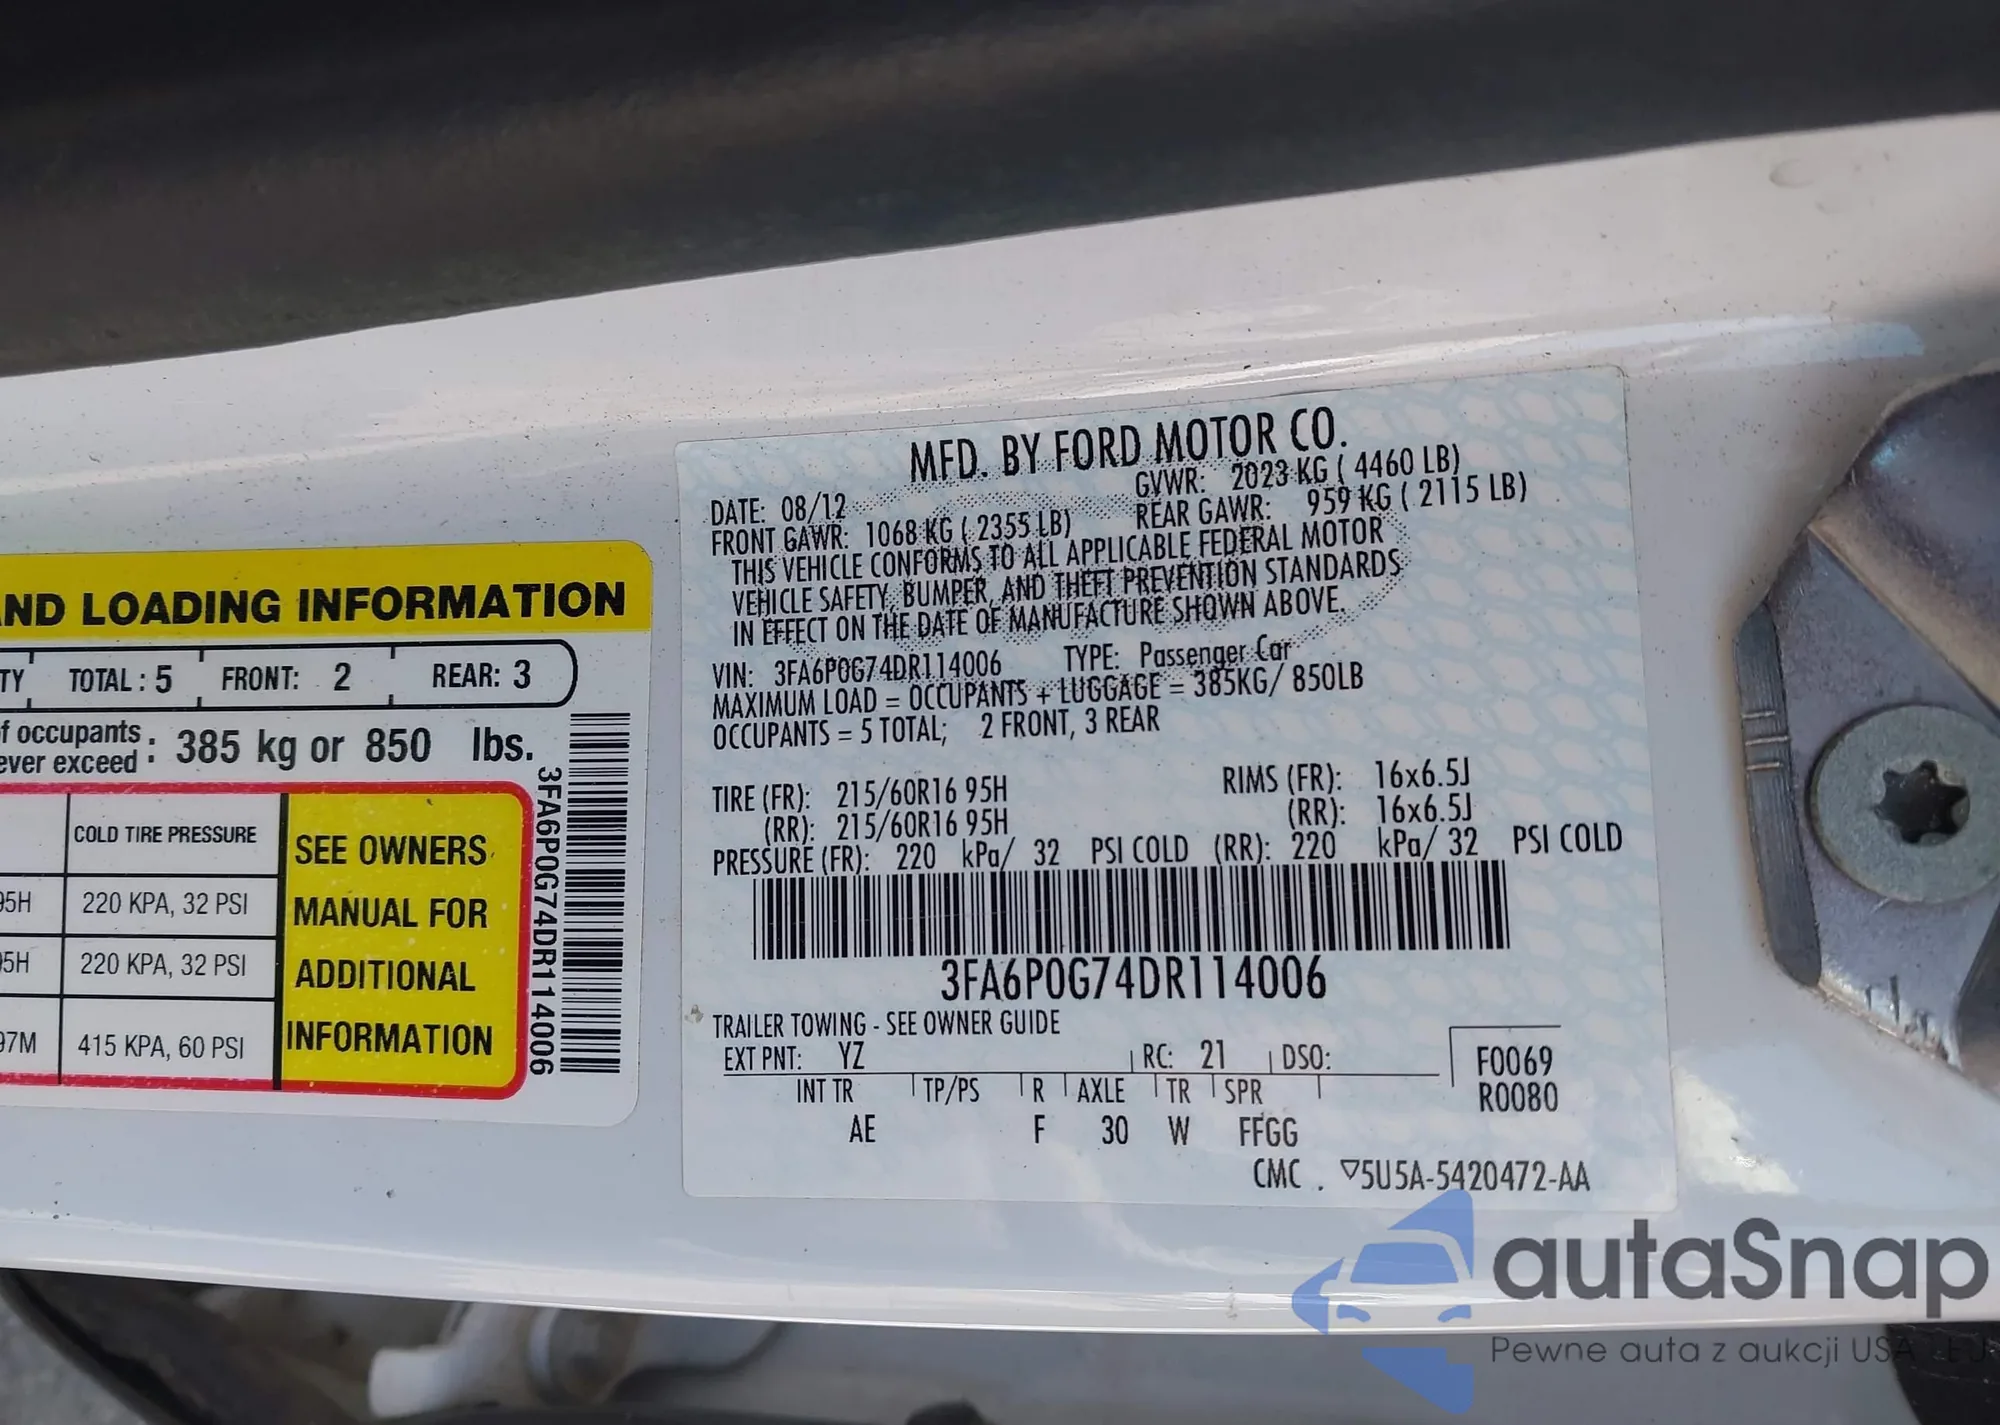 ND LOADING INFORMATION
TY TOTAL : 5 FRONT: 2 REAR: 3
f occupants
ever exceed : 385 kg or 850 lbs.
COLD TIRE PRESSURE
95H 220 KPA, 32 PSI
95H 220 KPA, 32 PSI
97M 415 KPA, 60 PSI
SEE OWNERS
MANUAL FOR
ADDITIONAL
INFORMATION
3FA6P0G74DR114006
MFD. BY FORD MOTOR CO.
DATE: 08/12 GVWR: 2023 KG ( 4460 LB)
FRONT GAWR: 1068 KG ( 2355 LB) REAR GAWR: 959 KG ( 2115 LB)
THIS VEHICLE CONFORMS TO ALL APPLICABLE FEDERAL MOTOR
VEHICLE SAFETY, BUMPER, AND THEFT PREVENTION STANDARDS
IN EFFECT ON THE DATE OF MANUFACTURE SHOWN ABOVE.
VIN: 3FA6P0G74DR114006 TYPE: Passenger Car
MAXIMUM LOAD = OCCUPANTS + LUGGAGE = 385KG/ 850LB
OCCUPANTS = 5 TOTAL; 2 FRONT, 3 REAR
TIRE (FR): 215/60R16 95H RIMS (FR): 16x6.5J
(RR): 215/60R16 95H (RR): 16x6.5J
PRESSURE (FR): 220 kPa/ 32 PSI COLD (RR): 220 kPa/ 32 PSI COLD
3FA6P0G74DR114006
TRAILER TOWING - SEE OWNER GUIDE
EXT PNT: YZ RC: 21 DSO: F0069
INT TR TP/PS R AXLE TR SPR R0080
AE F 30 W FFGG
CMC . ▽5U5A-5420472-AA
autaSnap
Pewne auta z aukcji USA